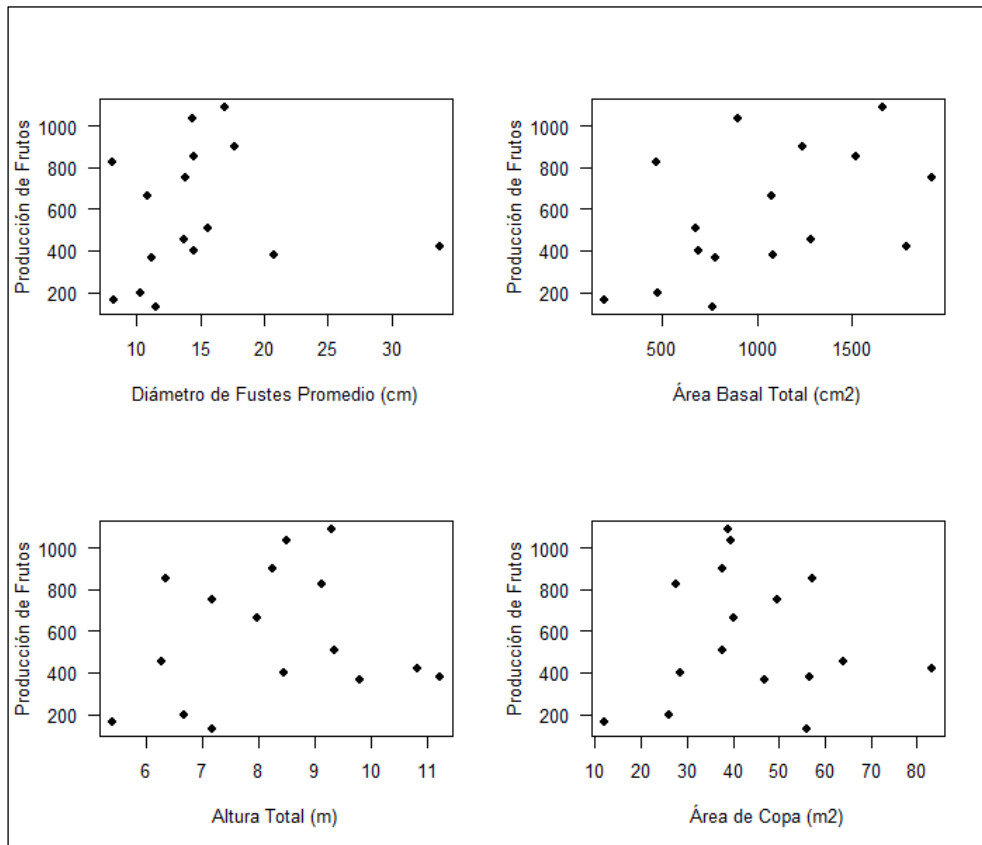 Producción de Frutos
1000
800
600
400
200
10 15 20 25 30
Diámetro de Fustes Promedio (cm)
Producción de Frutos
1000
800
600
400
200
500 1000 1500
Área Basal Total (cm2)
Producción de Frutos
1000
800
600
400
200
6 7 8 9 10 11
Altura Total (m)
Producción de Frutos
1000
800
600
400
200
10 20 30 40 50 60 70 80
Área de Copa (m2)